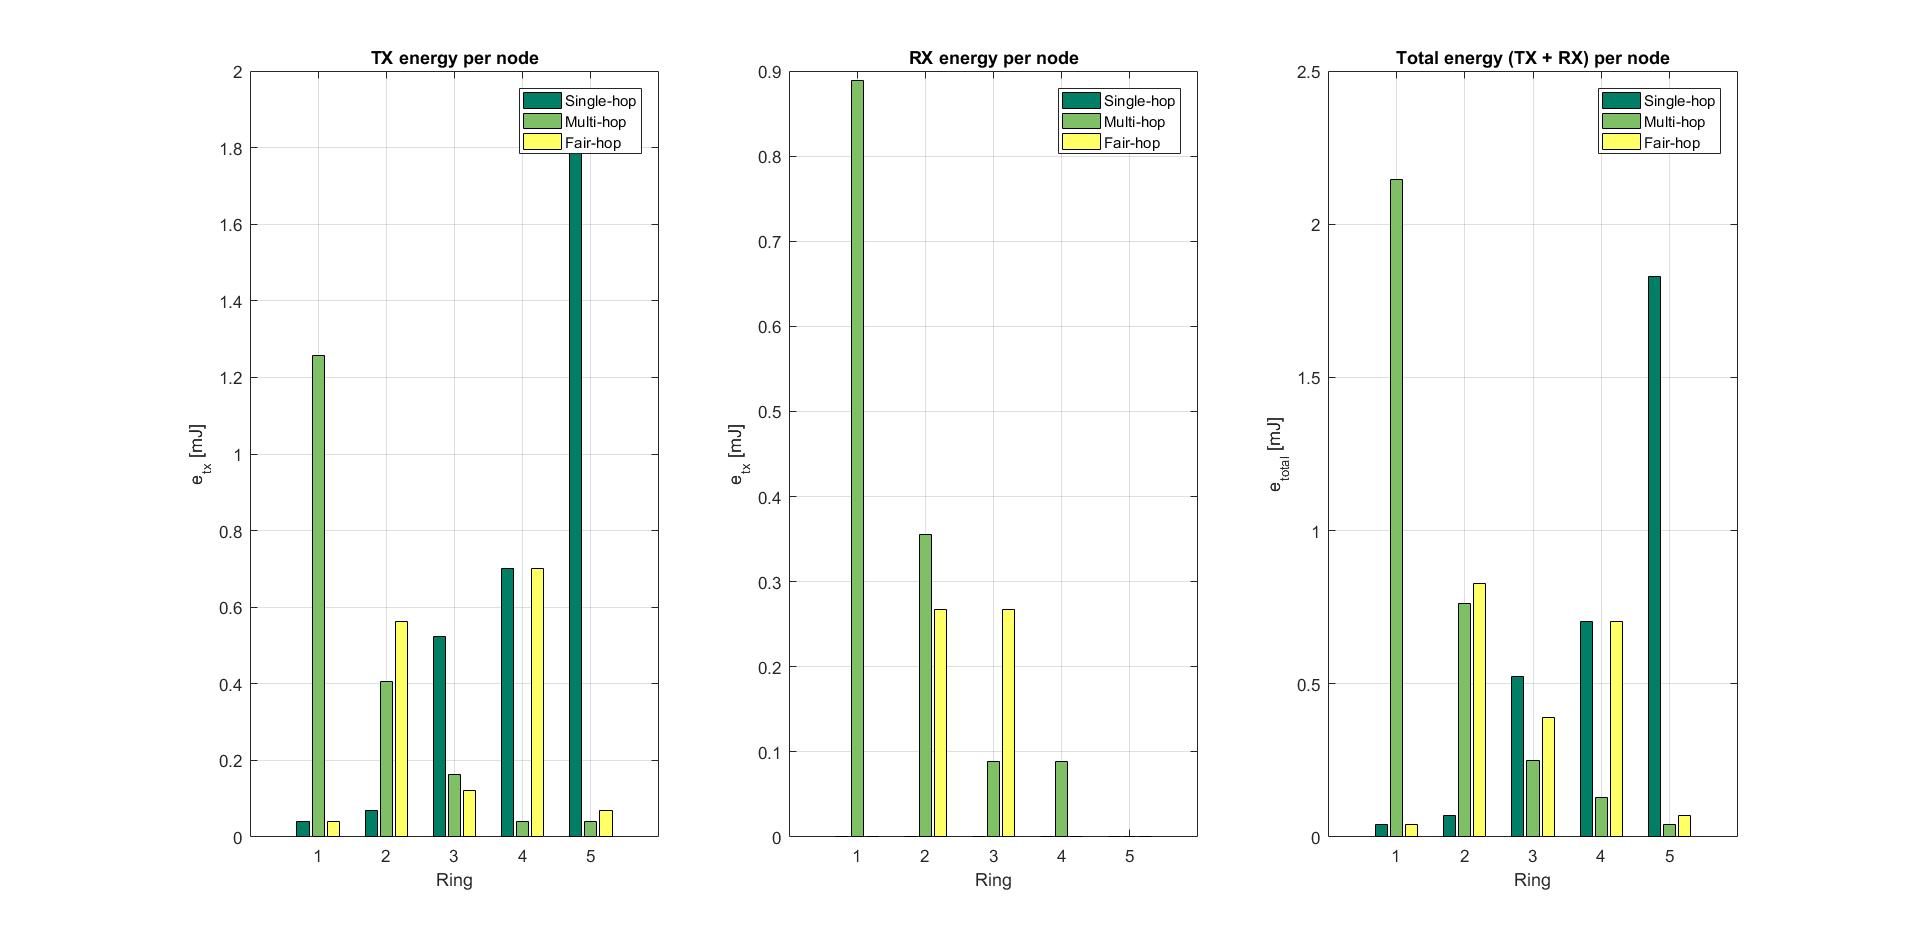 TX energy per node
2
1.8
1.6
1.4
1.2
1
0.8
0.6
0.4
0.2
0
e_tx [mJ]
1 2 3 4 5
Ring
Single-hop
Multi-hop
Fair-hop
RX energy per node
0.9
0.8
0.7
0.6
0.5
0.4
0.3
0.2
0.1
0
e_tx [mJ]
1 2 3 4 5
Ring
Single-hop
Multi-hop
Fair-hop
Total energy (TX + RX) per node
2.5
2
1.5
1
0.5
0
e_total [mJ]
1 2 3 4 5
Ring
Single-hop
Multi-hop
Fair-hop